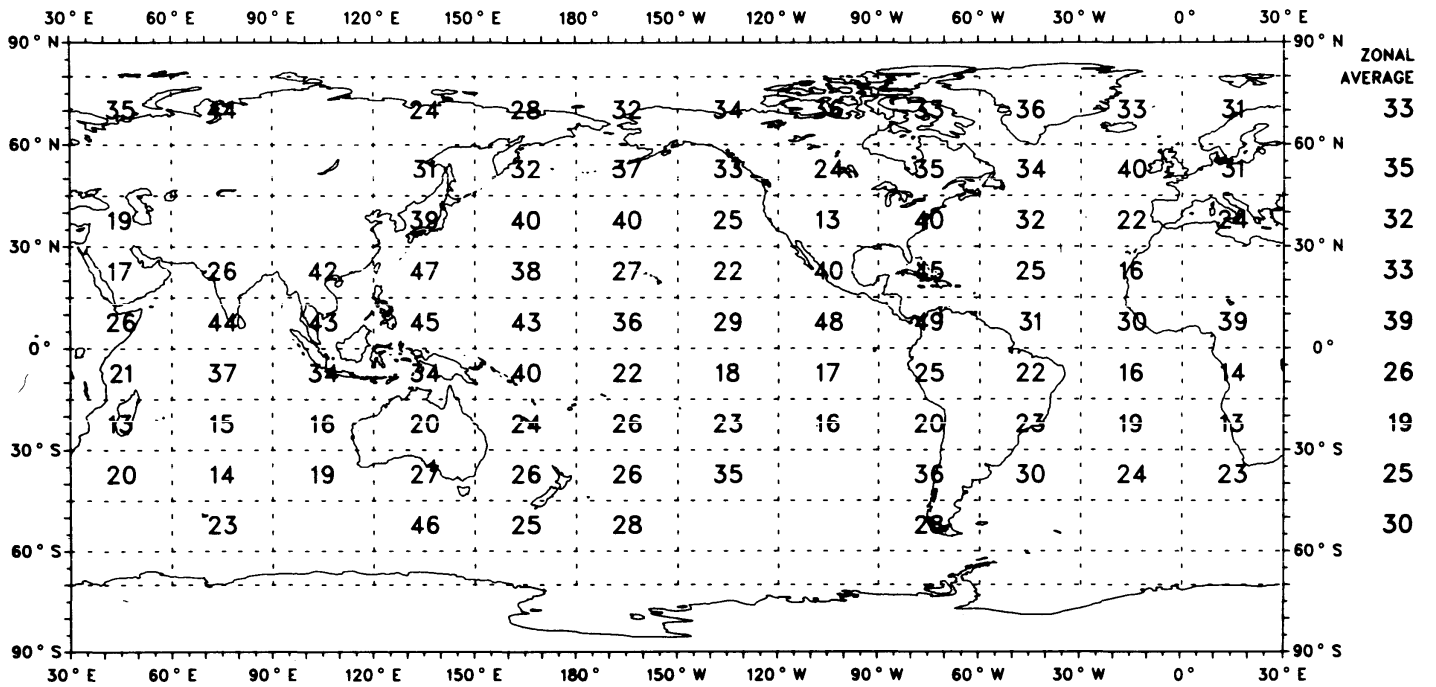 30° E 60° E 90° E 120° E 150° E 180° 150° W 120° W 90° W 60° W 30° W 0° 30° E
90° N 90° N
ZONAL
AVERAGE
35 44 24 28 32 34 36 33 36 33 31 33
60° N 60° N
31 32 37 33 24 35 34 40 31 35
19 39 40 40 25 13 40 32 22 24 32
30° N 30° N
17 26 42 47 38 27 22 40 45 25 16 33
26 44 43 45 43 36 29 48 49 31 30 39 39
0° 0°
21 37 34 34 40 22 18 17 25 22 16 14 26
13 15 16 20 24 26 23 16 20 23 19 13 19
30° S 30° S
20 14 19 27 26 26 35 36 30 24 23 25
23 46 25 28 28 30
60° S 60° S
90° S 90° S
30° E 60° E 90° E 120° E 150° E 180° 150° W 120° W 90° W 60° W 30° W 0° 30° E